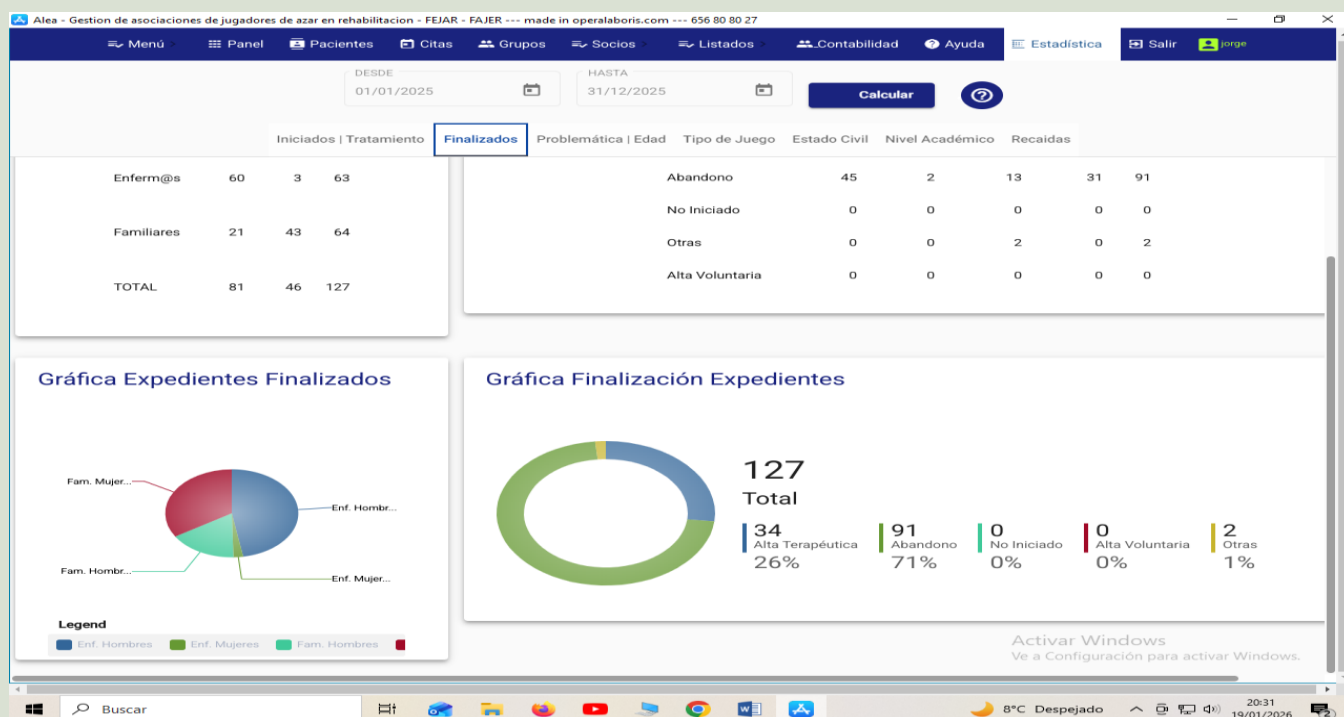 Alea - Gestion de asociaciones de jugadores de azar en rehabilitacion - FEJAR - FAJER --- made in operalaboris.com --- 656 80 80 27
Menú Panel Pacientes Citas Grupos Socios Listados Contabilidad Ayuda Estadística Salir jorge
DESDE HASTA
01/01/2025 31/12/2025 Calcular
Iniciados | Tratamiento Finalizados Problemática | Edad Tipo de Juego Estado Civil Nivel Académico Recaidas
Enferm@s 60 3 63
Familiares 21 43 64
TOTAL 81 46 127
Abandono 45 2 13 31 91
No Iniciado 0 0 0 0 0
Otras 0 0 2 0 2
Alta Voluntaria 0 0 0 0 0
Gráfica Expedientes Finalizados
Fam. Mujer...
Enf. Hombr...
Fam. Hombr...
Enf. Mujer...
Legend
Enf. Hombres Enf. Mujeres Fam. Hombres
Gráfica Finalización Expedientes
127
Total
34 91 0 0 2
Alta Terapéutica Abandono No Iniciado Alta Voluntaria Otras
26% 71% 0% 0% 1%
Activar Windows
Ve a Configuración para activar Windows.
Buscar 8°C Despejado 20:31
19/01/2026